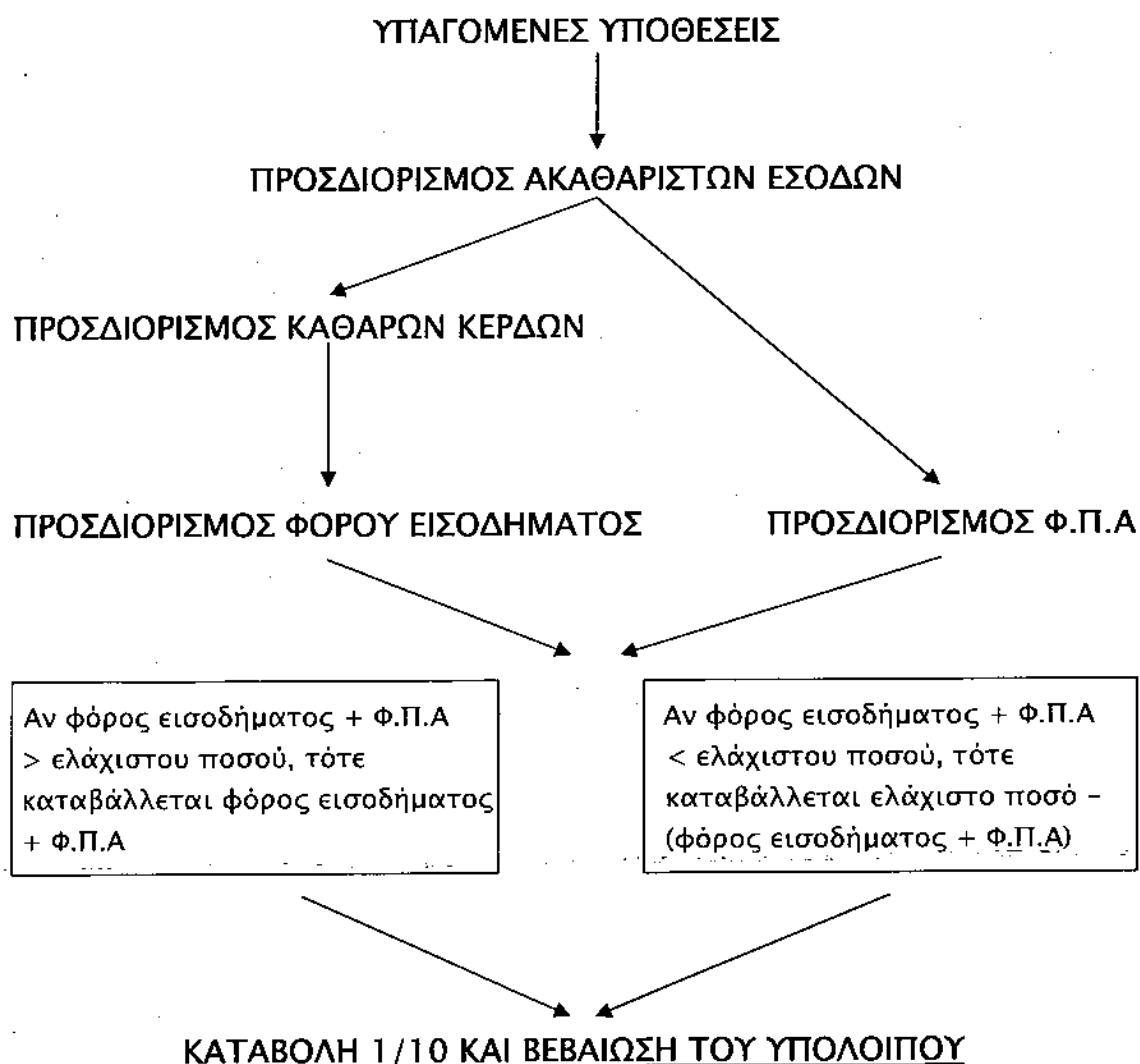 ΥΠΑΓΟΜΕΝΕΣ ΥΠΟΘΕΣΕΙΣ
ΠΡΟΣΔΙΟΡΙΣΜΟΣ ΑΚΑΘΑΡΙΣΤΩΝ ΕΣΟΔΩΝ
ΠΡΟΣΔΙΟΡΙΣΜΟΣ ΚΑΘΑΡΩΝ ΚΕΡΔΩΝ
ΠΡΟΣΔΙΟΡΙΣΜΟΣ ΦΟΡΟΥ ΕΙΣΟΔΗΜΑΤΟΣ
ΠΡΟΣΔΙΟΡΙΣΜΟΣ Φ.Π.Α
Αν φόρος εισοδήματος + Φ.Π.Α
> ελάχιστου ποσού, τότε
καταβάλλεται φόρος εισοδήματος
+ Φ.Π.Α
Αν φόρος εισοδήματος + Φ.Π.Α
< ελάχιστου ποσού, τότε
καταβάλλεται ελάχιστο ποσό –
(φόρος εισοδήματος + Φ.Π.Α)
ΚΑΤΑΒΟΛΗ 1/10 ΚΑΙ ΒΕΒΑΙΩΣΗ ΤΟΥ ΥΠΟΛΟΙΠΟΥ